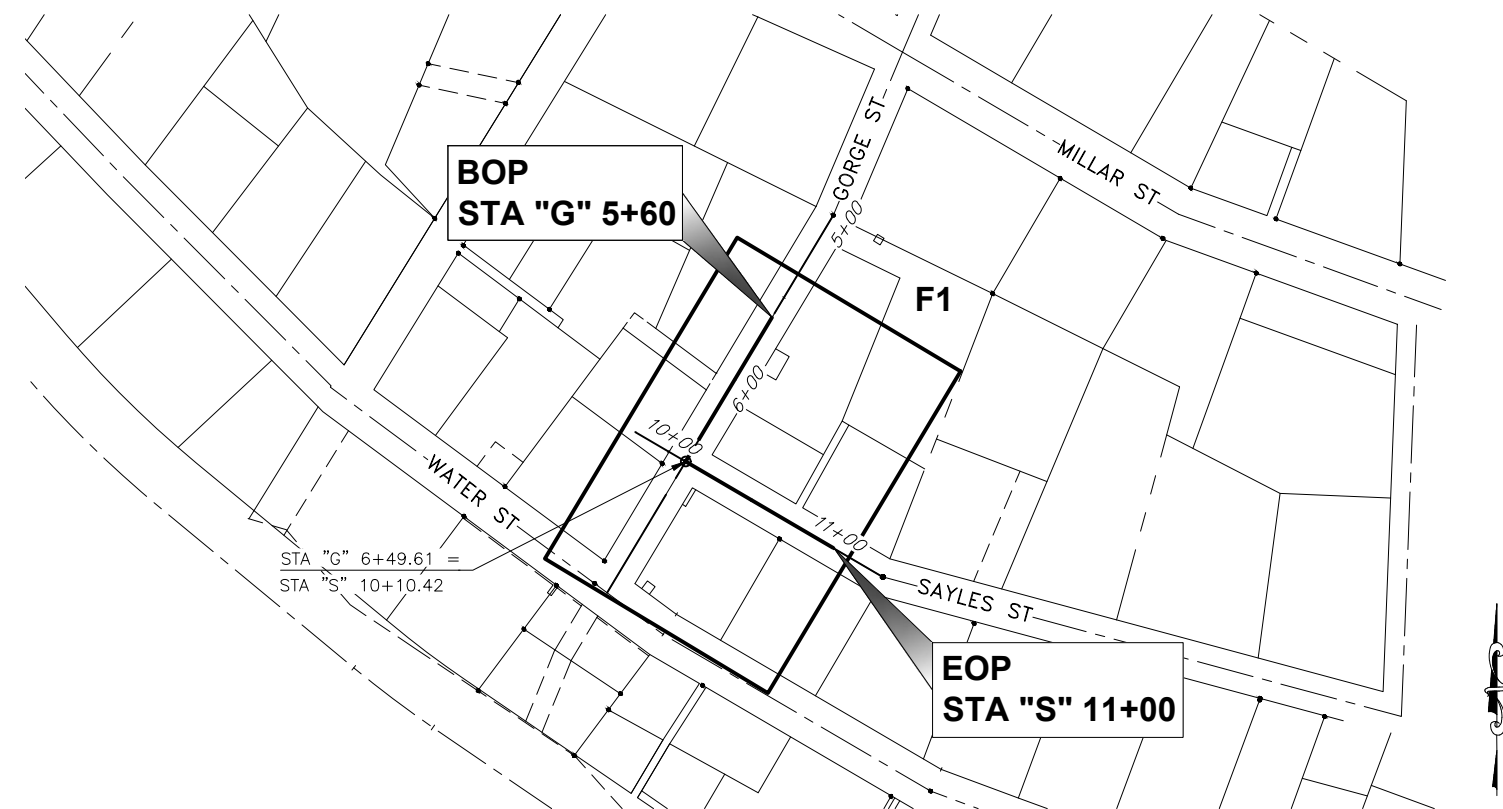 GORGE ST
MILLAR ST
BOP
STA "G" 5+60
5+00
F1
6+00
10+00
WATER ST
11+00
STA "G" 6+49.61 =
STA "S" 10+10.42
SAYLES ST
EOP
STA "S" 11+00